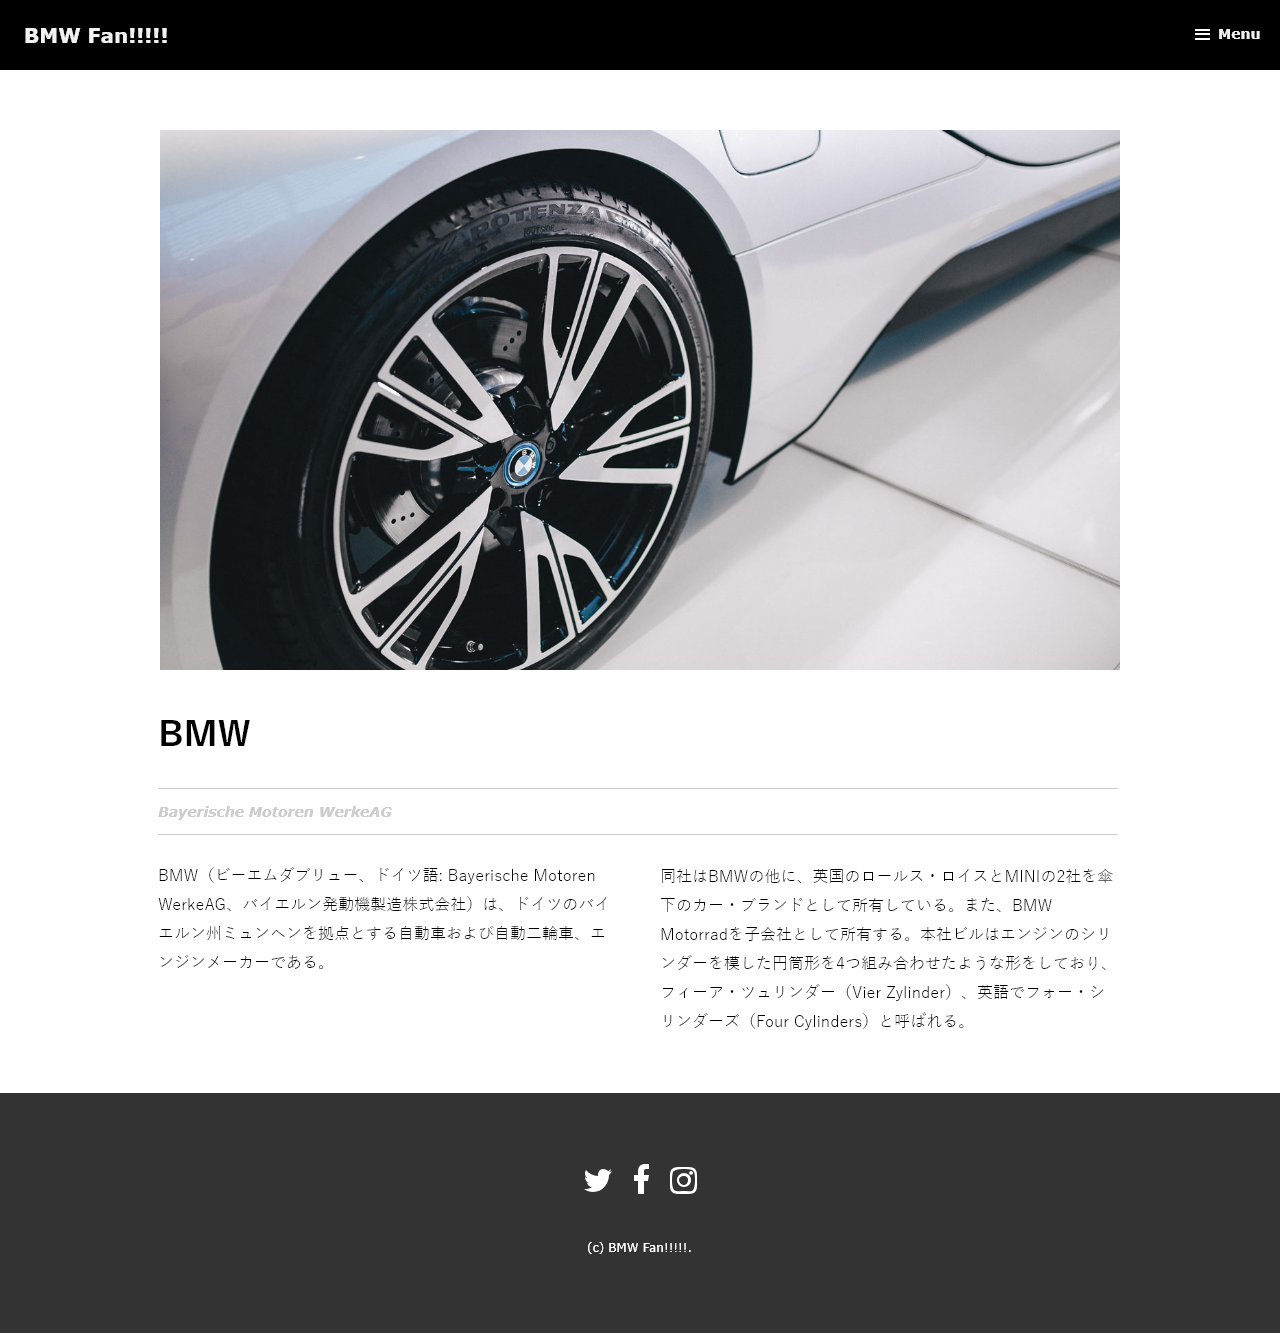 BMW Fan!!!!!
Menu
POTENZA
BMW
Bayerische Motoren WerkeAG
BMW（ビーエムダブリュー、ドイツ語: Bayerische Motoren
WerkeAG、バイエルン発動機製造株式会社）は、ドイツのバイ
エルン州ミュンヘンを拠点とする自動車および自動二輪車、エ
ンジンメーカーである。
同社はBMWの他に、英国のロールス・ロイスとMINIの2社を傘
下のカー・ブランドとして所有している。また、BMW
Motorradを子会社として所有する。本社ビルはエンジンのシリ
ンダーを模した円筒形を4つ組み合わせたような形をしており、
フィーア・ツュリンダー（Vier Zylinder）、英語でフォー・シ
リンダーズ（Four Cylinders）と呼ばれる。
(c) BMW Fan!!!!!.